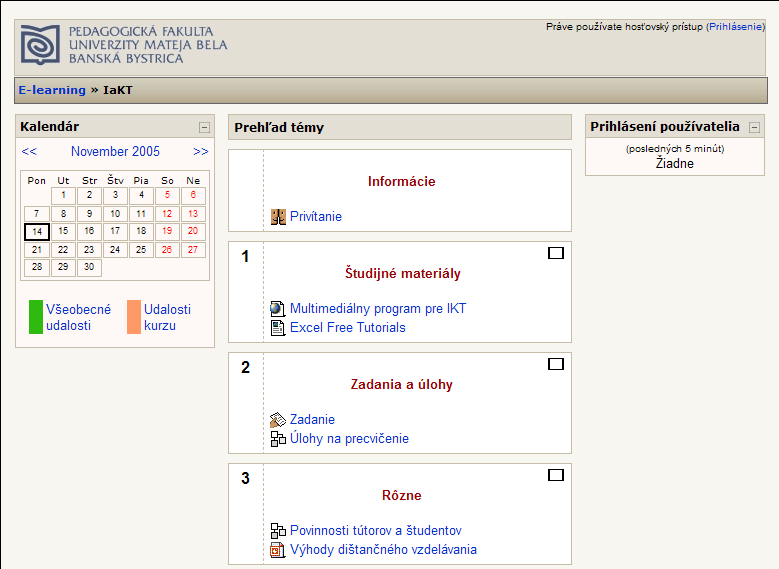 PEDAGOGICKÁ FAKULTA
UNIVERZITY MATEJA BELA
BANSKÁ BYSTRICA
Práve používate hosťovský prístup (Prihlásenie)
E-learning » IaKT
Kalendár
<< November 2005 >>
Pon Ut Str Štv Pia So Ne
1 2 3 4 5 6
7 8 9 10 11 12 13
14 15 16 17 18 19 20
21 22 23 24 25 26 27
28 29 30
Všeobecné udalosti
Udalosti kurzu
Prehľad témy
Informácie
Privítanie
1
Študijné materiály
Multimediálny program pre IKT
Excel Free Tutorials
2
Zadania a úlohy
Zadanie
Úlohy na precvičenie
3
Rôzne
Povinnosti tútorov a študentov
Výhody dištančného vzdelávania
Prihlásení používatelia
(posledných 5 minút)
Žiadne